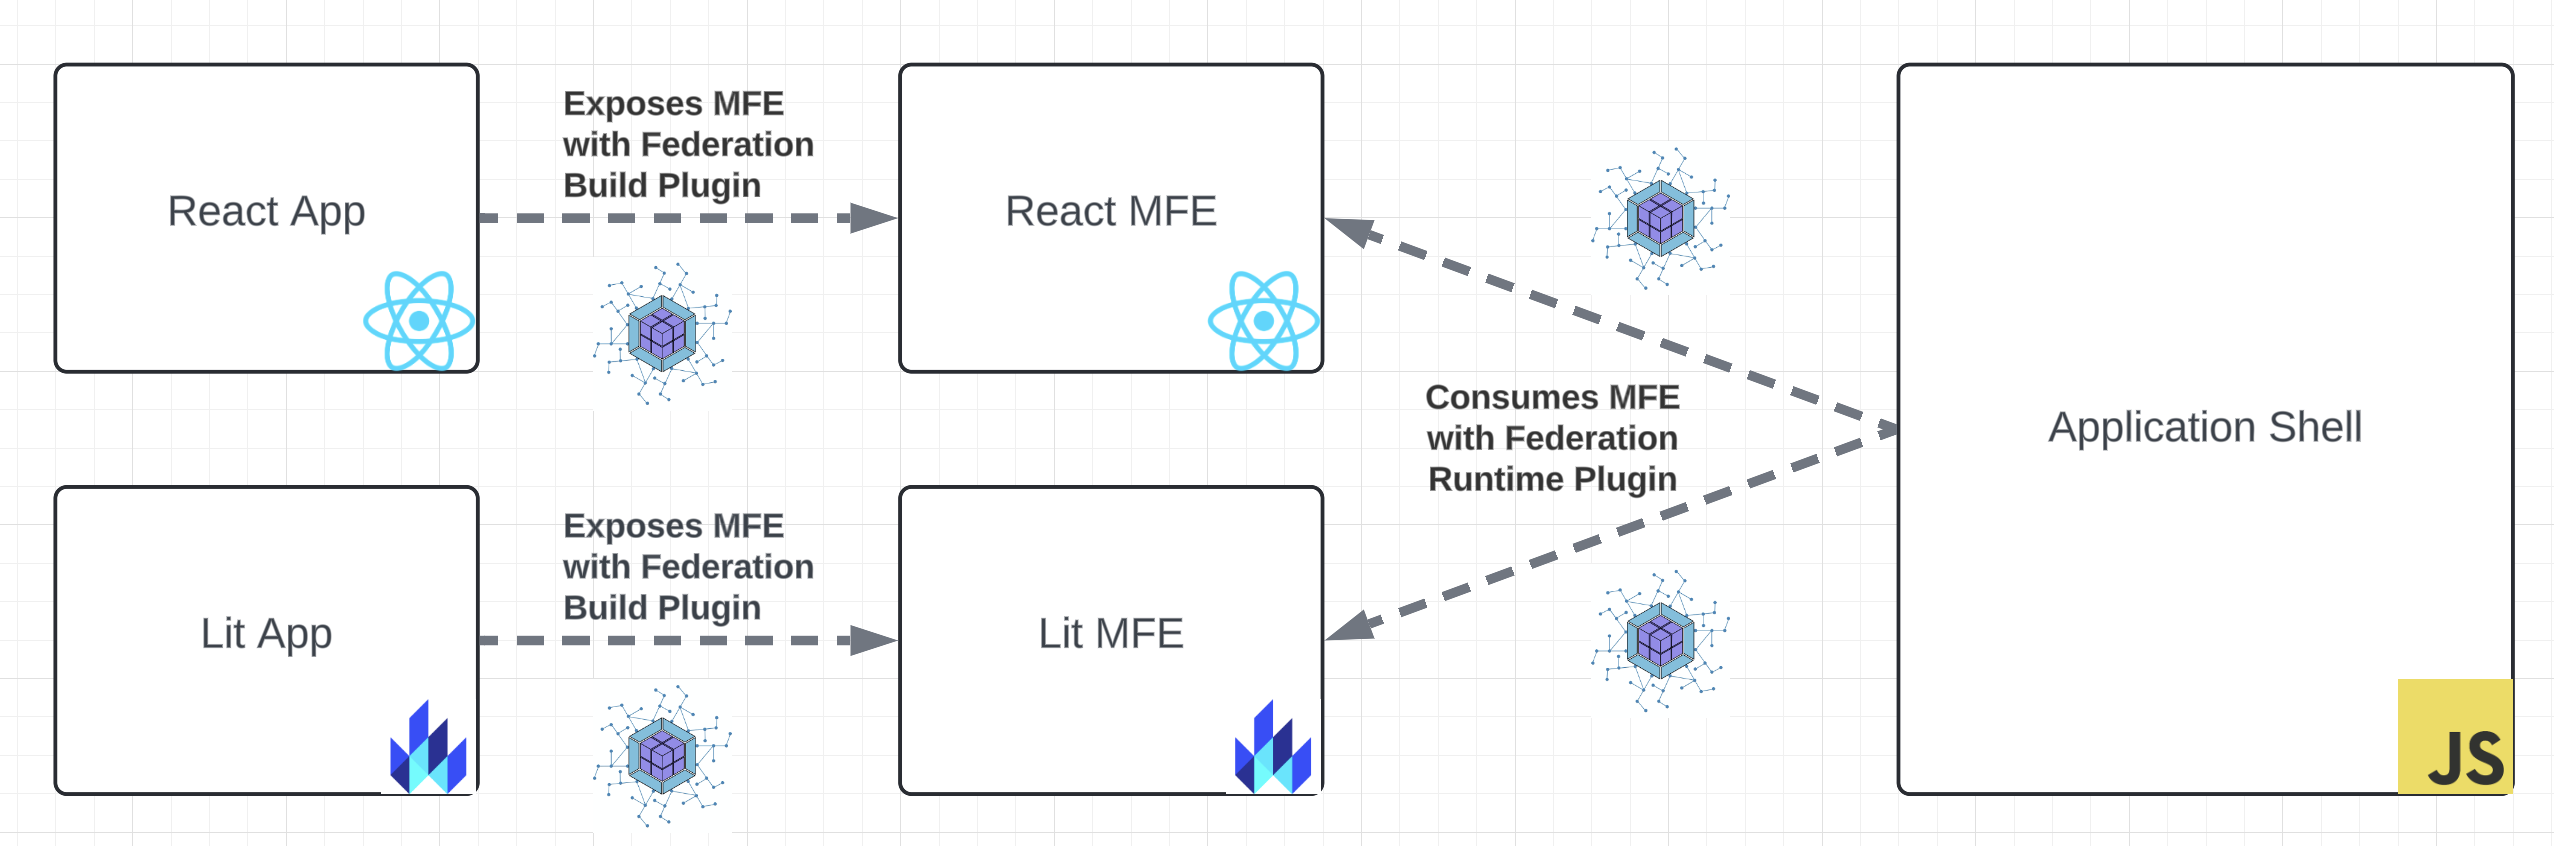 React App
Exposes MFE
with Federation
Build Plugin
React MFE
Consumes MFE
with Federation
Runtime Plugin
Application Shell
Lit App
Exposes MFE
with Federation
Build Plugin
Lit MFE
JS